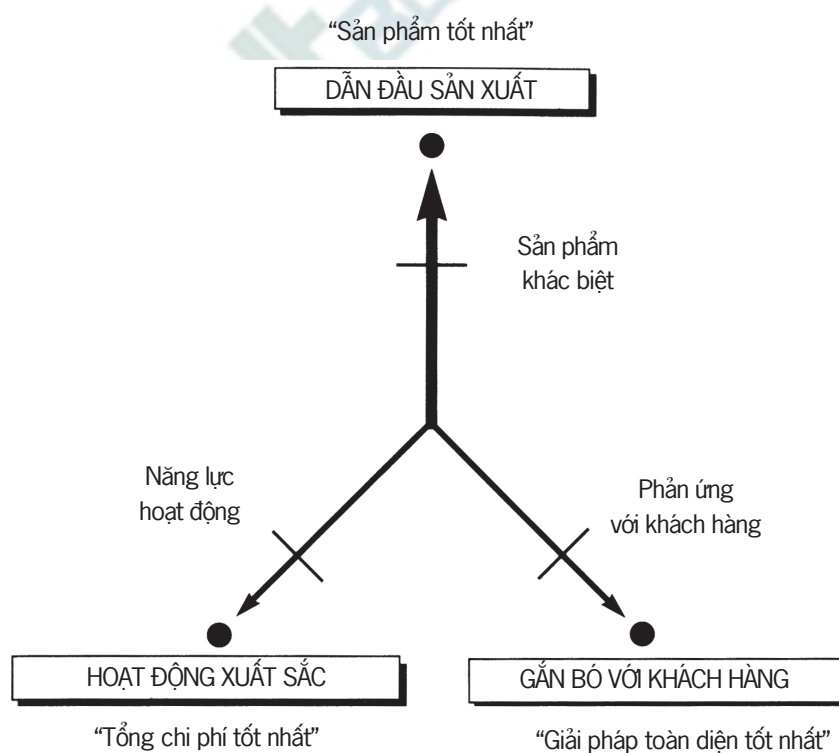 “Sản phẩm tốt nhất”
DẪN ĐẦU SẢN XUẤT
Sản phẩm
khác biệt
Năng lực
hoạt động
Phản ứng
với khách hàng
HOẠT ĐỘNG XUẤT SẮC
GẮN BÓ VỚI KHÁCH HÀNG
“Tổng chi phí tốt nhất”
“Giải pháp toàn diện tốt nhất”